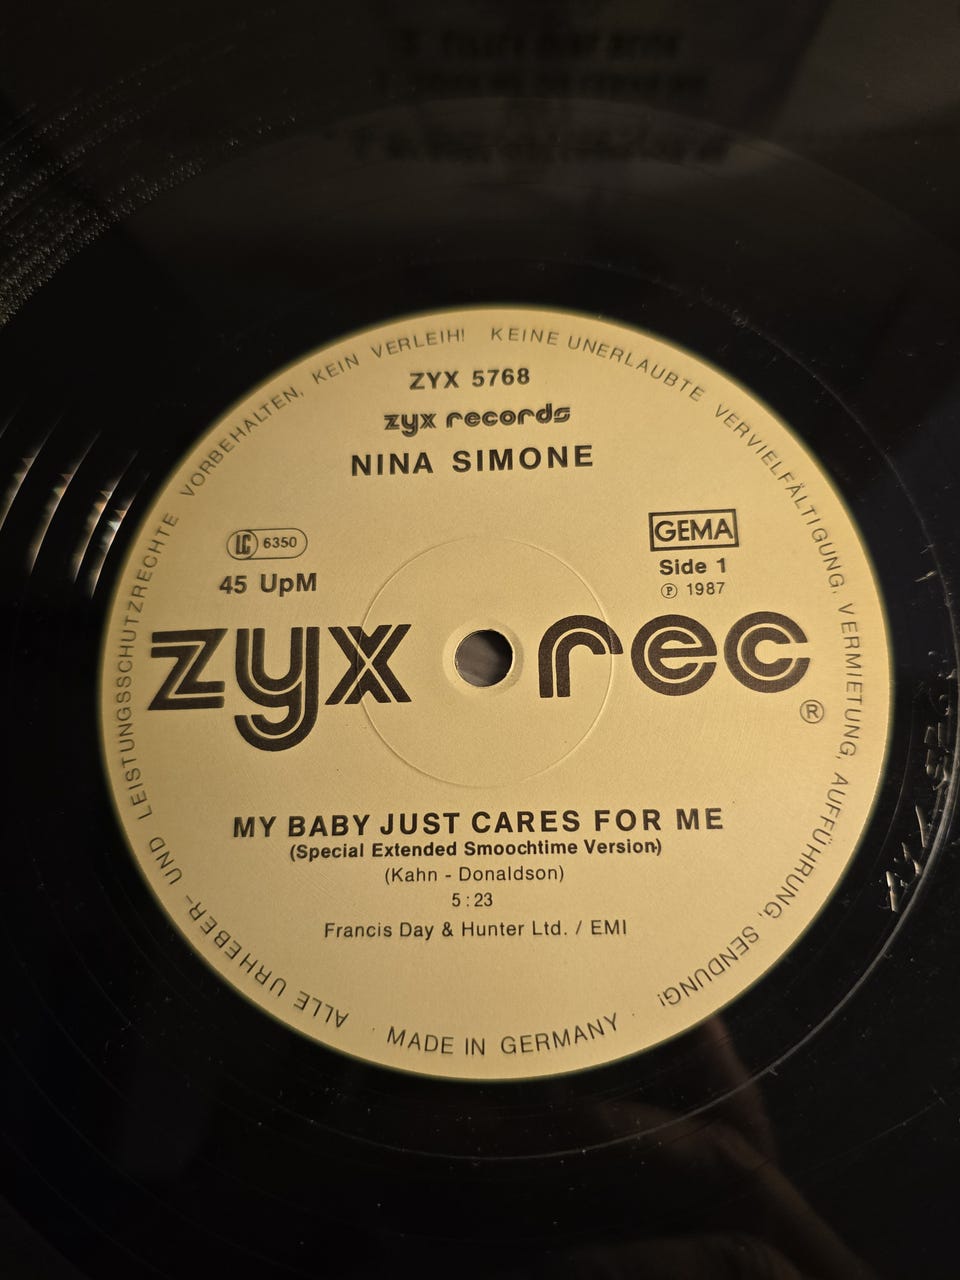 ALLE URHEBER- UND LEISTUNGSSCHUTZRECHTE VORBEHALTEN, KEIN VERLEIH! KEINE UNERLAUBTE VERVIELFÄLTIGUNG, VERMIETUNG, AUFFÜHRUNG, SENDUNG!
ZYX 5768
zyx records
NINA SIMONE
LC 6350
GEMA
45 UpM
Side 1
℗ 1987
zyx rec
®
MY BABY JUST CARES FOR ME
(Special Extended Smoochtime Version)
(Kahn - Donaldson)
5:23
Francis Day & Hunter Ltd. / EMI
· MADE IN GERMANY ·